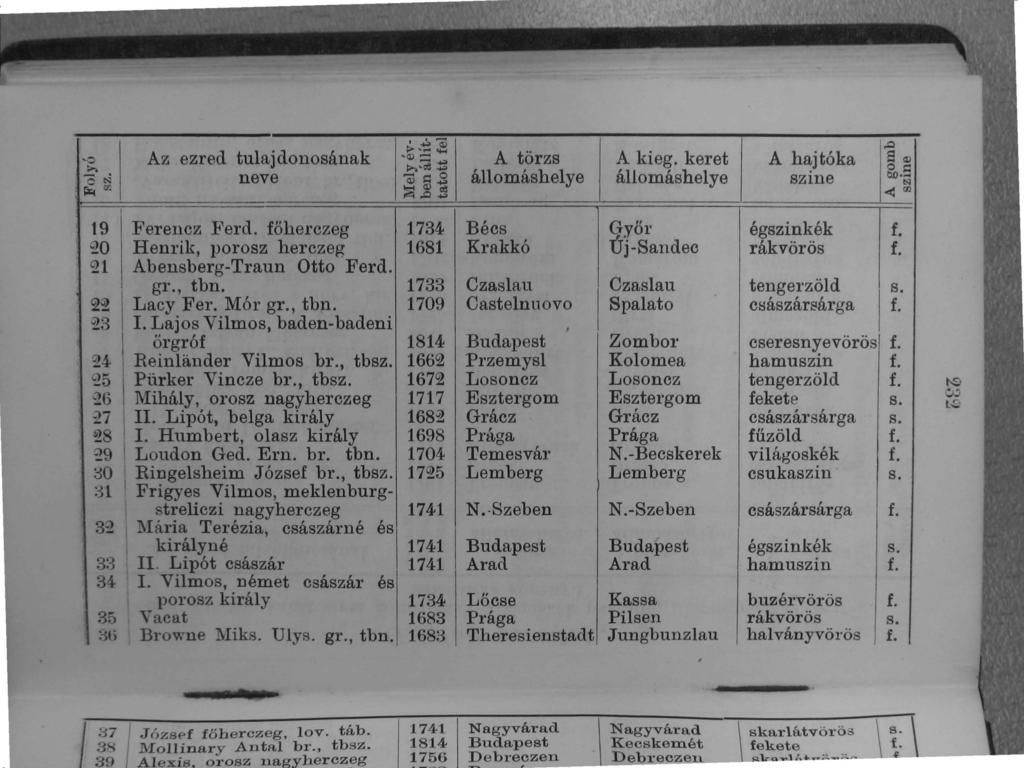 Folyó sz. | Az ezred tulajdonosának neve | Mely évben állíttatott fel | A törzs állomáshelye | A kieg. keret állomáshelye | A hajtóka szine | A gomb szine
19 Ferencz Ferd. főherczeg 1734 Bécs Győr égszinkék f.
20 Henrik, porosz herczeg 1681 Krakkó Új-Sandec rákvörös f.
21 Abensberg-Traun Otto Ferd.
gr., tbn. 1733 Czaslau Czaslau tengerzöld s.
22 Lacy Fer. Mór gr., tbn. 1709 Castelnuovo Spalato császársárga f.
23 I. Lajos Vilmos, baden-badeni
őrgróf 1814 Budapest Zombor cseresnyevörös f.
24 Reinländer Vilmos br., tbsz. 1662 Przemysl Kolomea hamuszin f.
25 Pürker Vincze br., tbsz. 1672 Losoncz Losoncz tengerzöld f.
26 Mihály, orosz nagyherczeg 1717 Esztergom Esztergom fekete s.
27 II. Lipót, belga király 1682 Grácz Grácz császársárga s.
28 I. Humbert, olasz király 1698 Prága Prága fűzöld f.
29 Loudon Ged. Ern. br. tbn. 1704 Temesvár N.-Becskerek világoskék f.
30 Ringelsheim József br., tbsz. 1725 Lemberg Lemberg csukaszin s.
31 Frigyes Vilmos, meklenburg-
streliczi nagyherczeg 1741 N.-Szeben N.-Szeben császársárga f.
32 Mária Terézia, császárné és
királyné 1741 Budapest Budapest égszinkék s.
33 II. Lipót császár 1741 Arad Arad hamuszin f.
34 I. Vilmos, német császár és
porosz király 1734 Lőcse Kassa buzérvörös f.
35 Vacat 1683 Prága Pilsen rákvörös s.
36 Browne Miks. Ulys. gr., tbn. 1683 Theresienstadt Jungbunzlau halványvörös f.
232
37 József főherczeg, lov. táb. 1741 Nagyvárad Nagyvárad skarlátvörös s.
38 Mollinary Antal br., tbsz. 1814 Budapest Kecskemét fekete f.
39 Alexis, orosz nagyherczeg 1756 Debreczen Debreczen